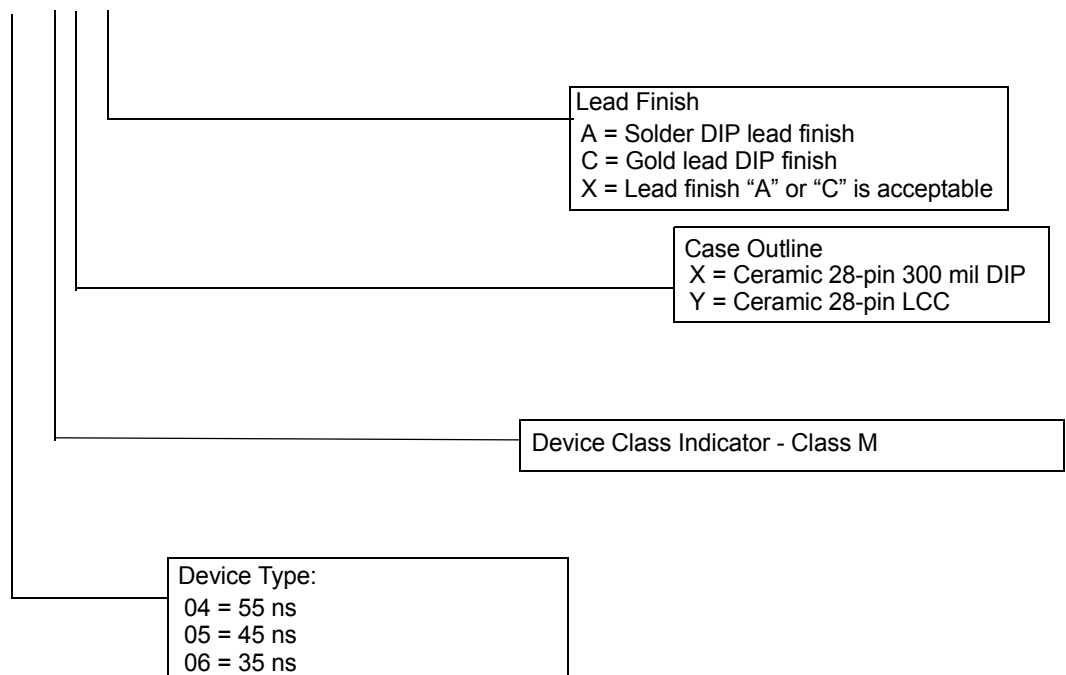 Lead Finish
A = Solder DIP lead finish
C = Gold lead DIP finish
X = Lead finish “A” or “C” is acceptable
Case Outline
X = Ceramic 28-pin 300 mil DIP
Y = Ceramic 28-pin LCC
Device Class Indicator - Class M
Device Type:
04 = 55 ns
05 = 45 ns
06 = 35 ns